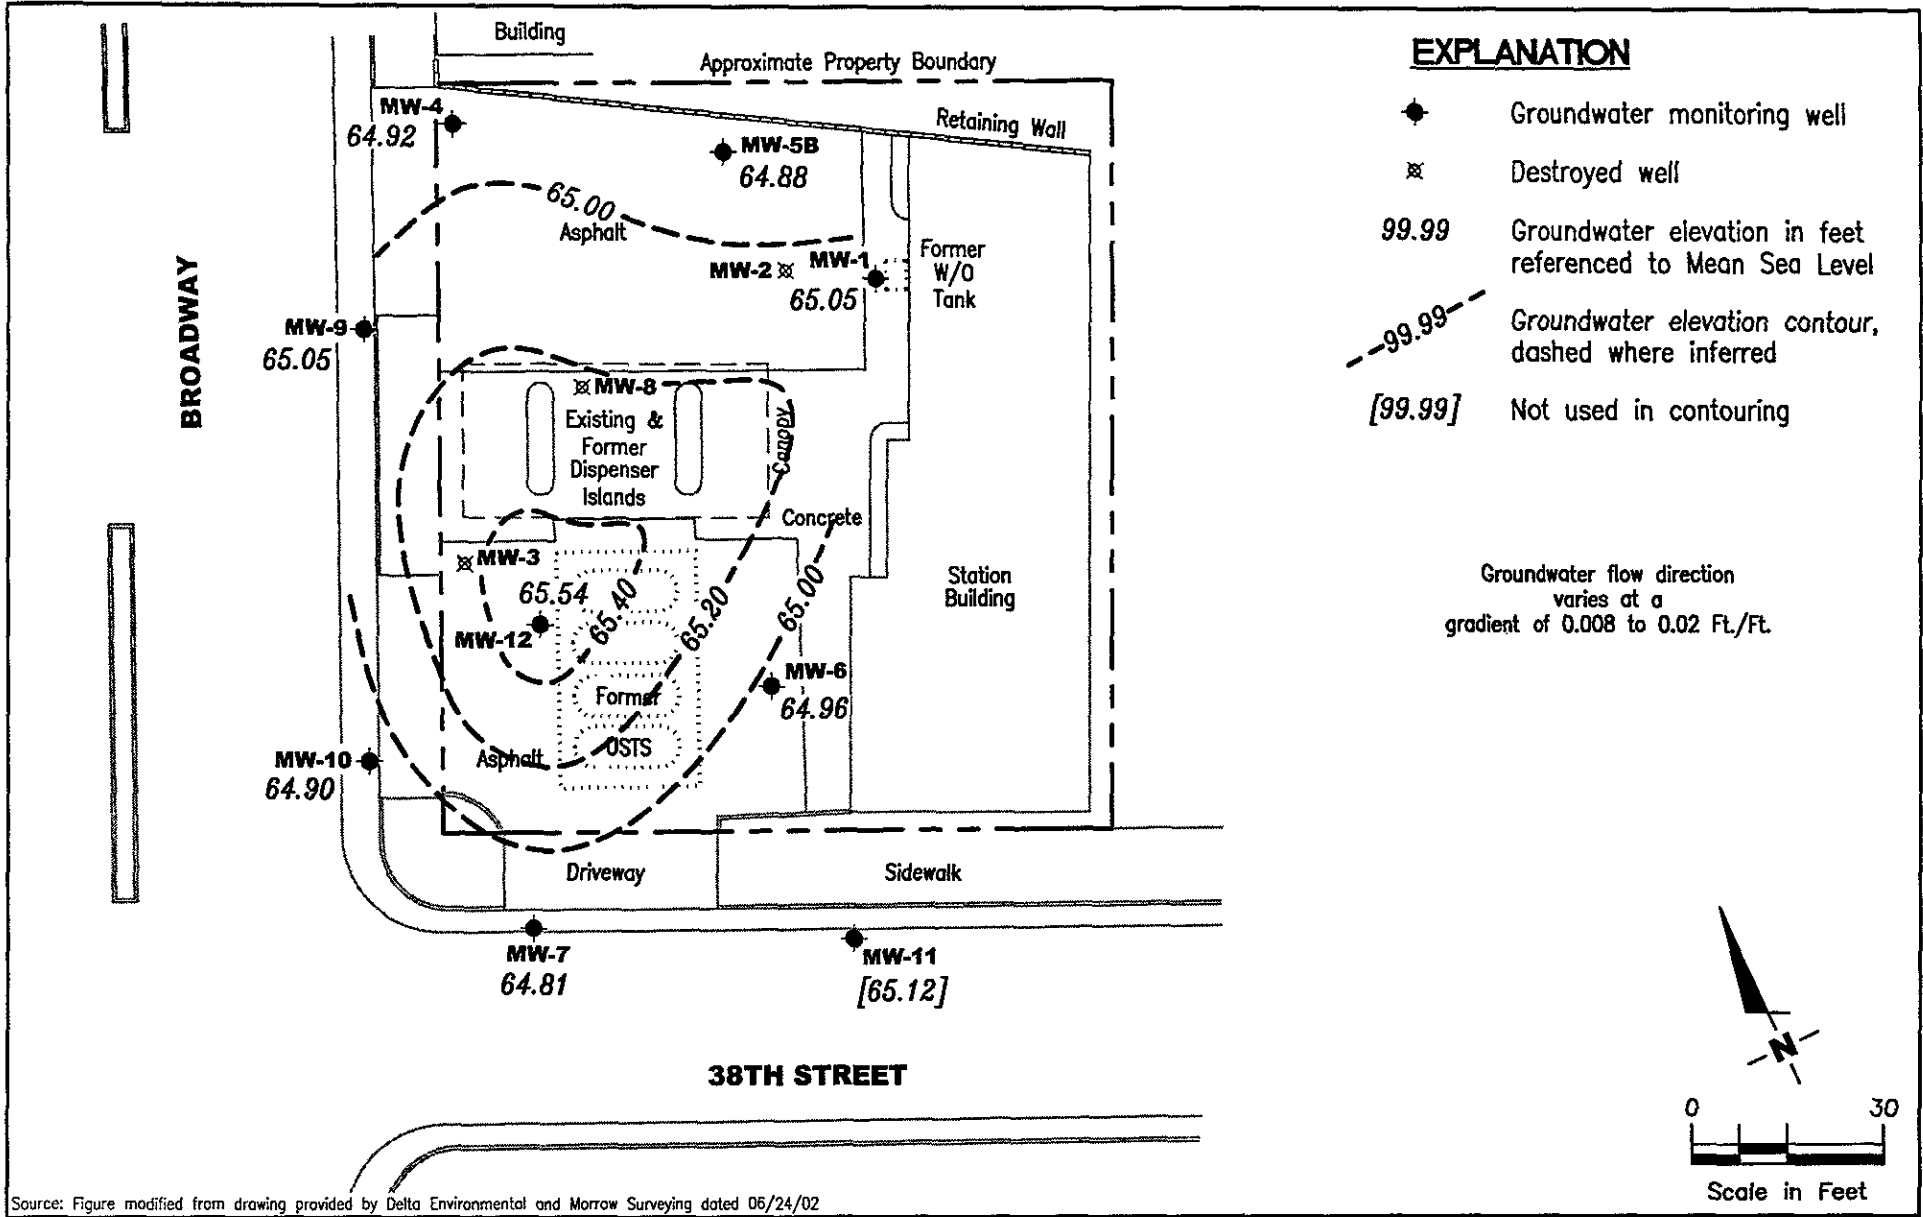 Building
Approximate Property Boundary
Retaining Wall
MW-4
64.92
MW-5B
64.88
65.00
Asphalt
MW-2
MW-1
65.05
Former
W/O
Tank
BROADWAY
MW-9
65.05
MW-8
Existing &
Former
Dispenser
Islands
Canopy
Concrete
MW-3
65.54
MW-12
65.40
65.20
65.00
Station
Building
MW-6
64.96
Former
USTS
Asphalt
MW-10
64.90
Driveway
Sidewalk
MW-7
64.81
MW-11
[65.12]
38TH STREET
EXPLANATION
Groundwater monitoring well
Destroyed well
99.99 Groundwater elevation in feet
referenced to Mean Sea Level
99.99 Groundwater elevation contour,
dashed where inferred
[99.99] Not used in contouring
Groundwater flow direction
varies at a
gradient of 0.008 to 0.02 Ft./Ft.
N
0 30
Scale in Feet
Source: Figure modified from drawing provided by Delta Environmental and Morrow Surveying dated 06/24/02